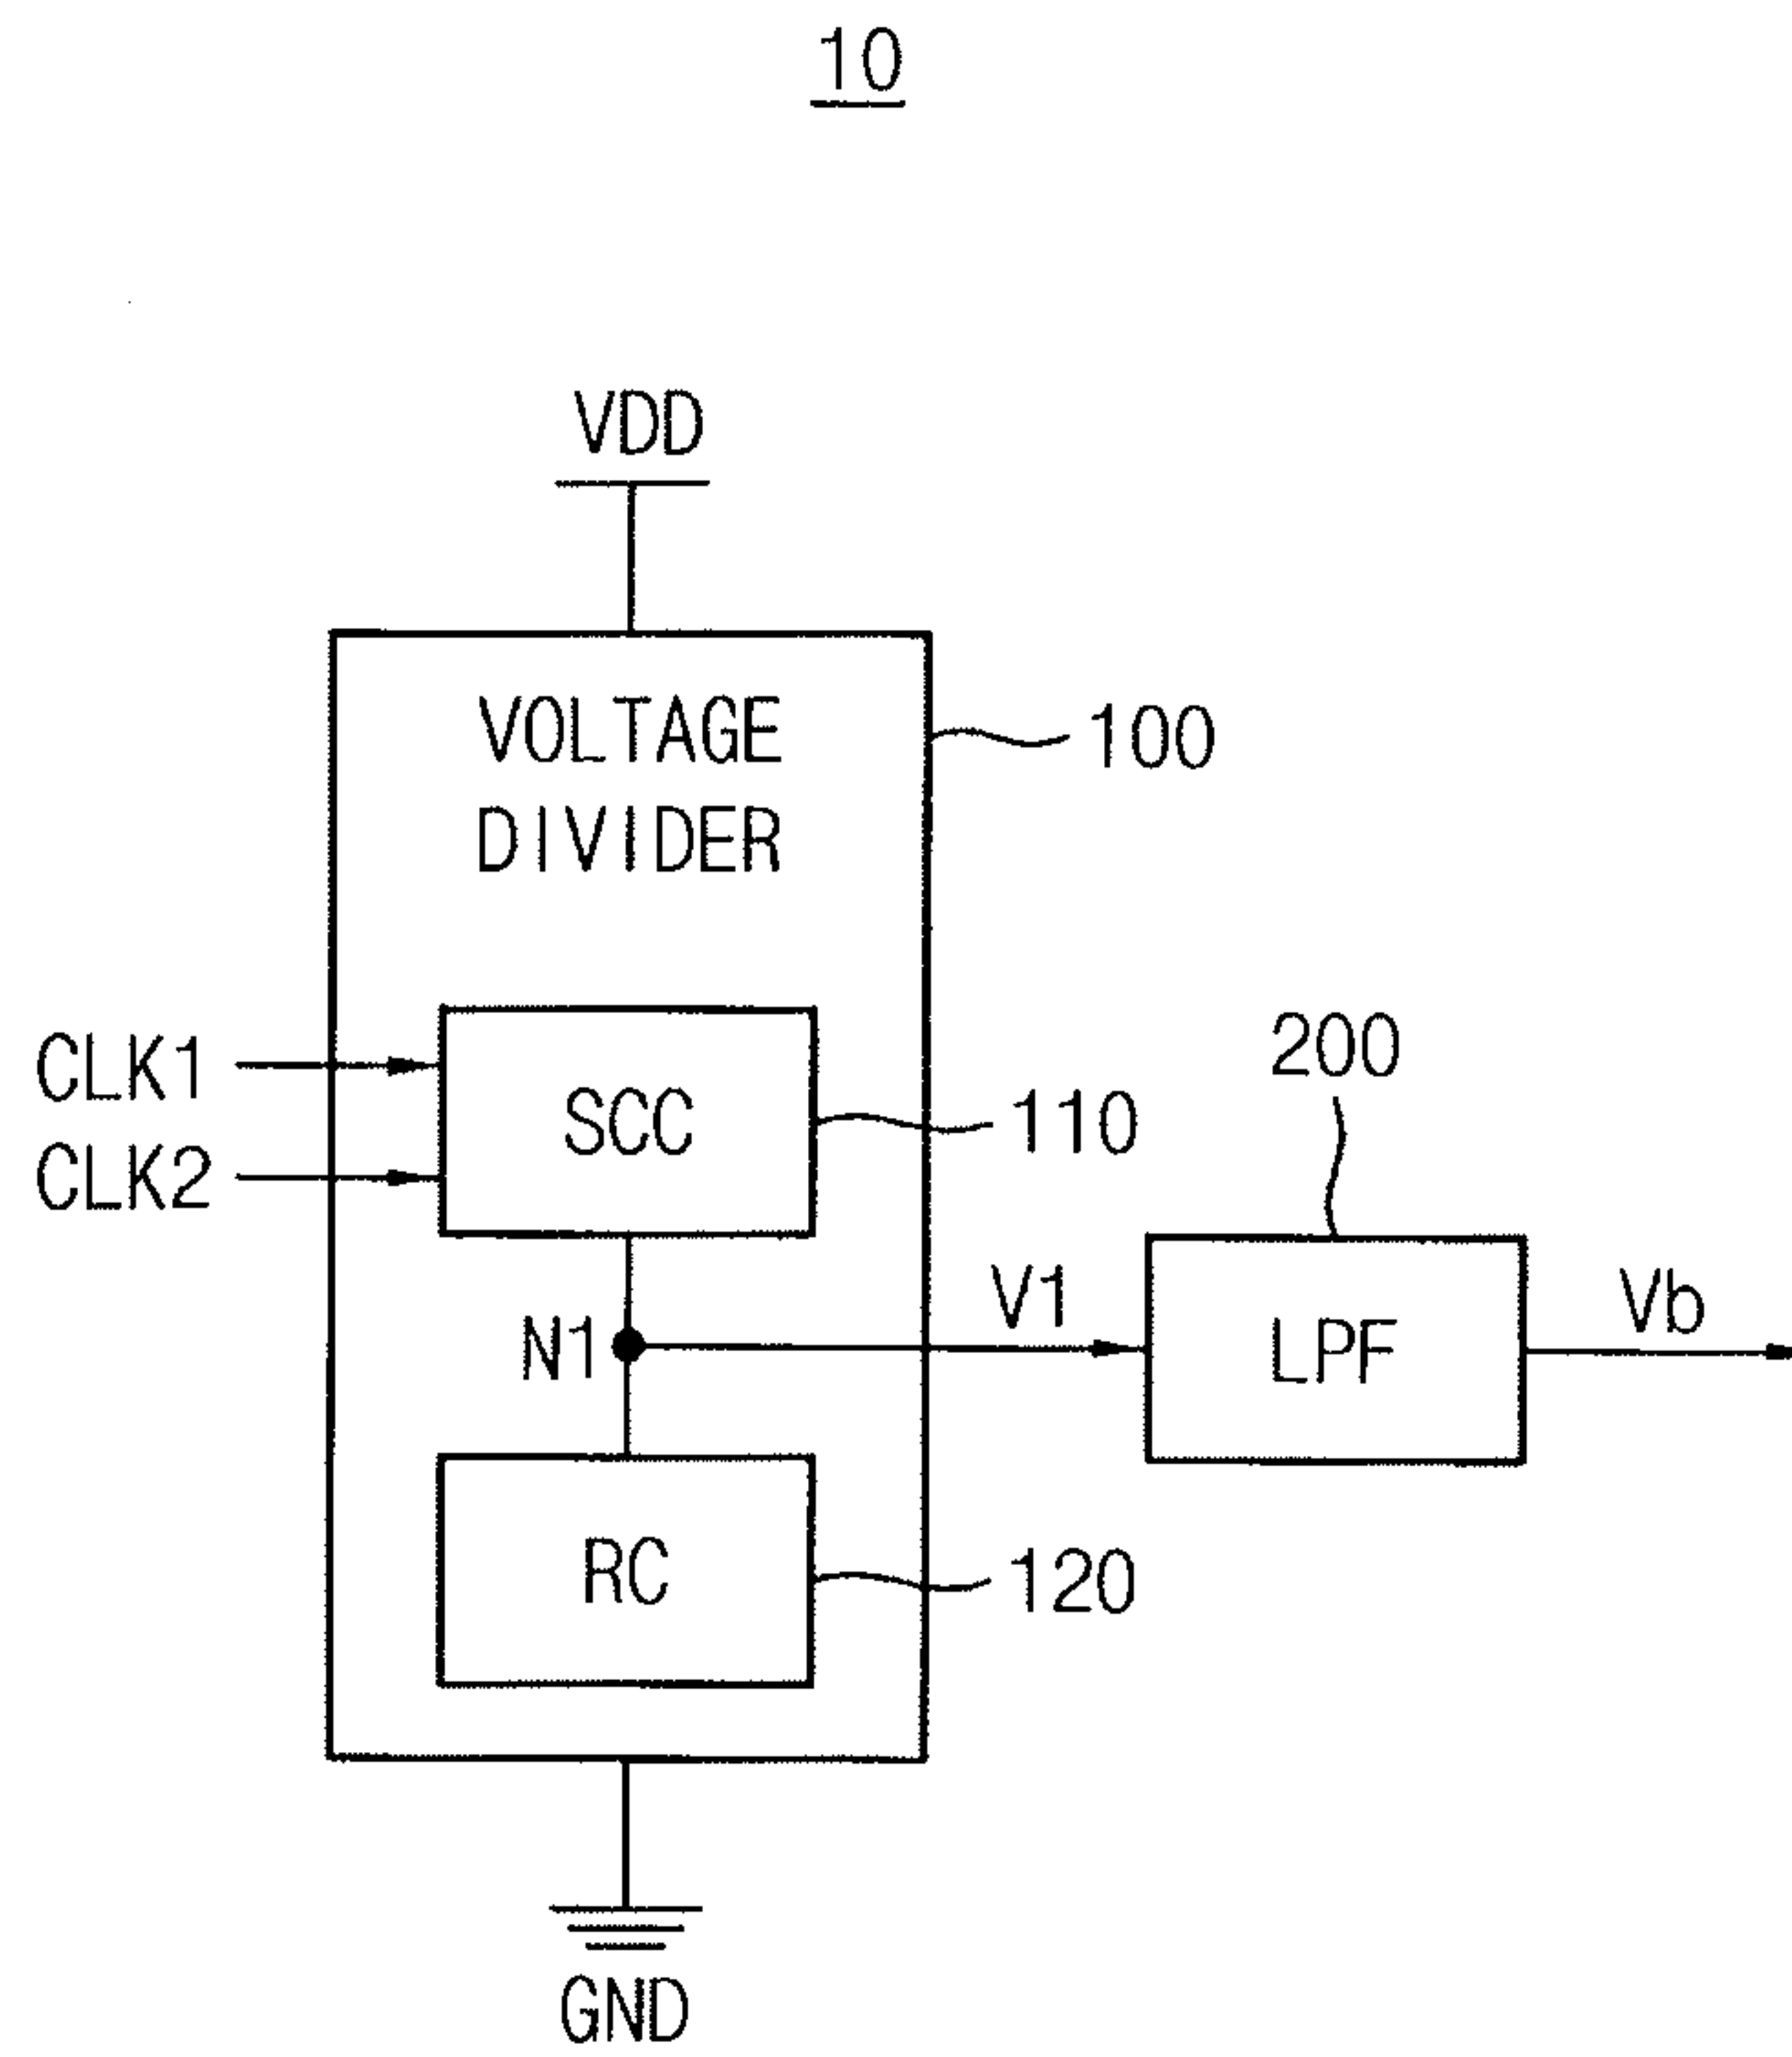 10
VDD
VOLTAGE
DIVIDER
100
CLK1
CLK2
SCC
110
200
N1
V1
LPF
Vb
RC
120
GND